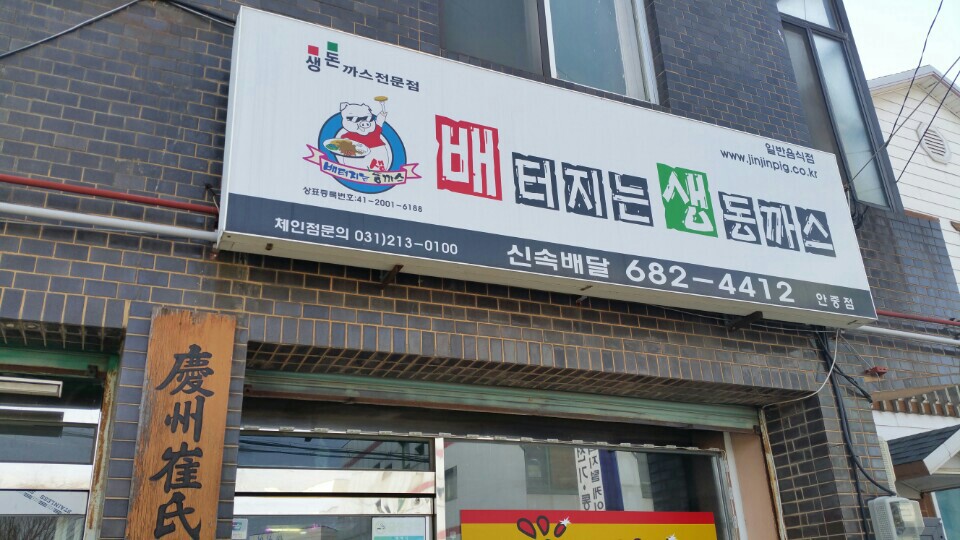 생돈까스전문점
배터지는 생돈까스
상표등록번호:41-2001-6188
배터지는 생돈까스
일반음식점
www.jinjinpig.co.kr
체인점문의 031)213-0100
신속배달 682-4412 안중점
慶州崔氏